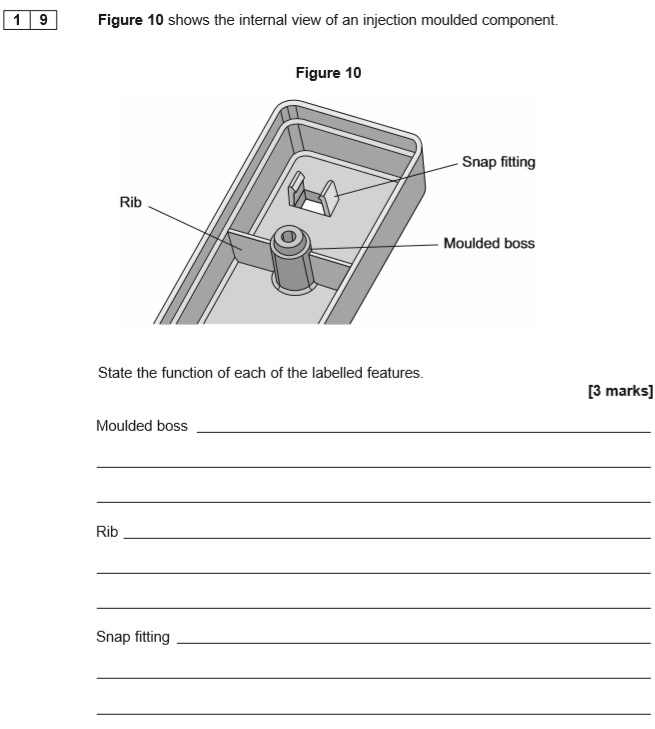 1 9 Figure 10 shows the internal view of an injection moulded component.
Figure 10
Snap fitting
Rib
Moulded boss
State the function of each of the labelled features.
[3 marks]
Moulded boss
Rib
Snap fitting